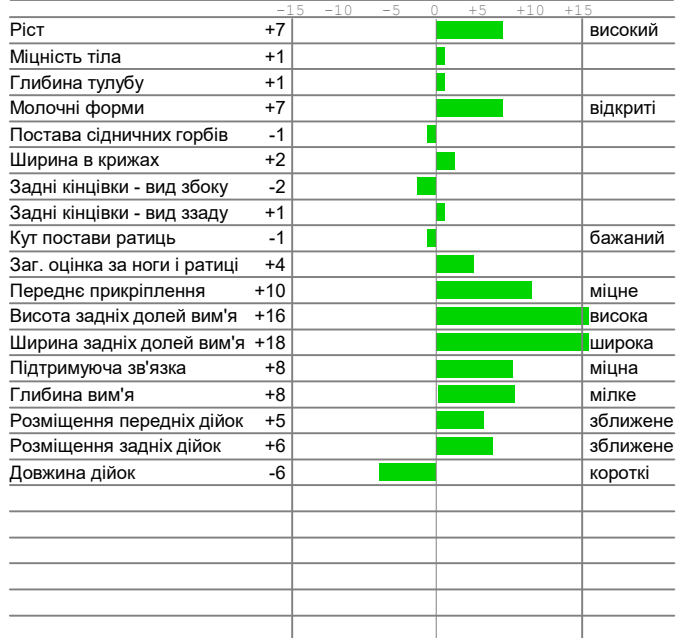 -15 -10 -5 0 +5 +10 +15
Ріст +7 високий
Міцність тіла +1
Глибина тулубу +1
Молочні форми +7 відкриті
Постава сідничних горбів -1
Ширина в крижах +2
Задні кінцівки - вид збоку -2
Задні кінцівки - вид ззаду +1
Кут постави ратиць -1 бажаний
Заг. оцінка за ноги і ратиці +4
Переднє прикріплення +10 міцне
Висота задніх долей вим'я +16 висока
Ширина задніх долей вим'я +18 широка
Підтримуюча зв'язка +8 міцна
Глибина вим'я +8 мілке
Розміщення передніх дійок +5 зближене
Розміщення задніх дійок +6 зближене
Довжина дійок -6 короткі